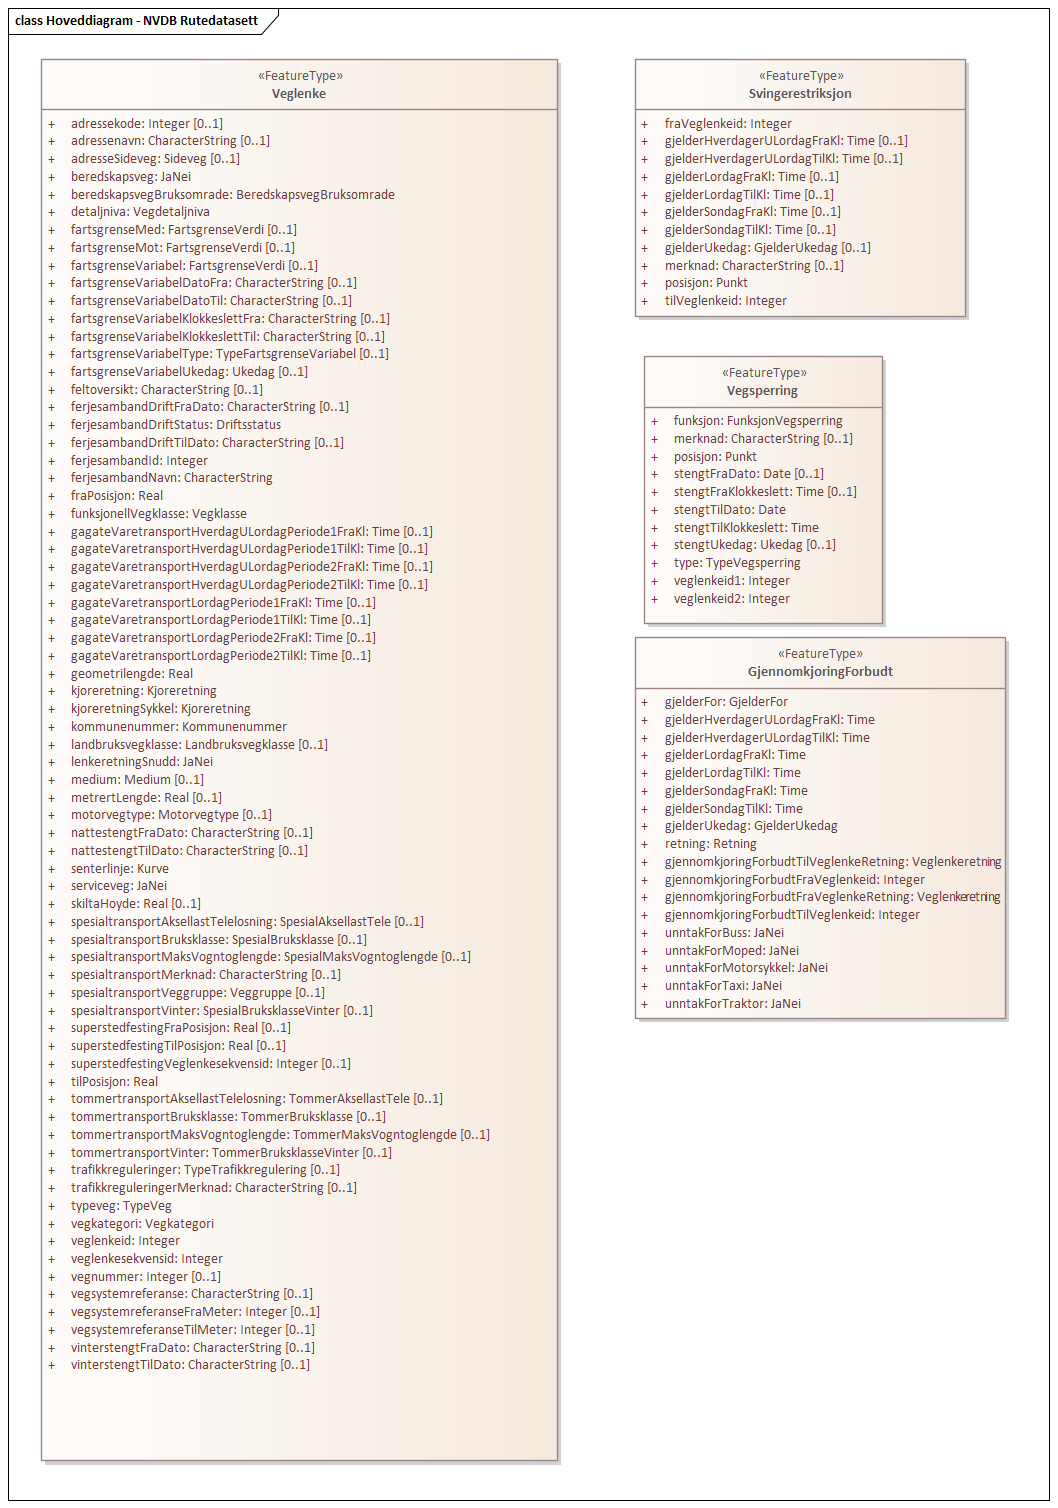 class Hoveddiagram - NVDB Rutedatasett
«FeatureType»
Veglenke
+ adressekode: Integer [0..1]
+ adressenavn: CharacterString [0..1]
+ adresseSideveg: Sideveg [0..1]
+ beredskapsveg: JaNei
+ beredskapsvegBruksomrade: BeredskapsvegBruksomrade
+ detaljniva: Vegdetaljniva
+ fartsgrenseMed: FartsgrenseVerdi [0..1]
+ fartsgrenseMot: FartsgrenseVerdi [0..1]
+ fartsgrenseVariabel: FartsgrenseVerdi [0..1]
+ fartsgrenseVariabelDatoFra: CharacterString [0..1]
+ fartsgrenseVariabelDatoTil: CharacterString [0..1]
+ fartsgrenseVariabelKlokkeslettFra: CharacterString [0..1]
+ fartsgrenseVariabelKlokkeslettTil: CharacterString [0..1]
+ fartsgrenseVariabelType: TypeFartsgrenseVariabel [0..1]
+ fartsgrenseVariabelUkedag: Ukedag [0..1]
+ feltoversikt: CharacterString [0..1]
+ ferjesambandDriftFraDato: CharacterString [0..1]
+ ferjesambandDriftStatus: Driftsstatus
+ ferjesambandDriftTilDato: CharacterString [0..1]
+ ferjesambandId: Integer
+ ferjesambandNavn: CharacterString
+ fraPosisjon: Real
+ funksjonellVegklasse: Vegklasse
+ gagateVaretransportHverdagULordagPeriode1FraKl: Time [0..1]
+ gagateVaretransportHverdagULordagPeriode1TilKl: Time [0..1]
+ gagateVaretransportHverdagULordagPeriode2FraKl: Time [0..1]
+ gagateVaretransportHverdagULordagPeriode2TilKl: Time [0..1]
+ gagateVaretransportLordagPeriode1FraKl: Time [0..1]
+ gagateVaretransportLordagPeriode1TilKl: Time [0..1]
+ gagateVaretransportLordagPeriode2FraKl: Time [0..1]
+ gagateVaretransportLordagPeriode2TilKl: Time [0..1]
+ geometrilengde: Real
+ kjoreretning: Kjoreretning
+ kjoreretningSykkel: Kjoreretning
+ kommunenummer: Kommunenummer
+ landbruksvegklasse: Landbruksvegklasse [0..1]
+ lenkeretningSnudd: JaNei
+ medium: Medium [0..1]
+ metrertLengde: Real [0..1]
+ motorvegtype: Motorvegtype [0..1]
+ nattestengtFraDato: CharacterString [0..1]
+ nattestengtTilDato: CharacterString [0..1]
+ senterlinje: Kurve
+ serviceveg: JaNei
+ skiltaHoyde: Real [0..1]
+ spesialtransportAksellastTelelosning: SpesialAksellastTele [0..1]
+ spesialtransportBruksklasse: SpesialBruksklasse [0..1]
+ spesialtransportMaksVogntoglengde: SpesialMaksVogntoglengde [0..1]
+ spesialtransportMerknad: CharacterString [0..1]
+ spesialtransportVeggruppe: Veggruppe [0..1]
+ spesialtransportVinter: SpesialBruksklasseVinter [0..1]
+ superstedfestingFraPosisjon: Real [0..1]
+ superstedfestingTilPosisjon: Real [0..1]
+ superstedfestingVeglenkesekvensid: Integer [0..1]
+ tilPosisjon: Real
+ tommertransportAksellastTelelosning: TommerAksellastTele [0..1]
+ tommertransportBruksklasse: TommerBruksklasse [0..1]
+ tommertransportMaksVogntoglengde: TommerMaksVogntoglengde [0..1]
+ tommertransportVinter: TommerBruksklasseVinter [0..1]
+ trafikkreguleringer: TypeTrafikkregulering [0..1]
+ trafikkreguleringerMerknad: CharacterString [0..1]
+ typeveg: TypeVeg
+ vegkategori: Vegkategori
+ veglenkeid: Integer
+ veglenkesekvensid: Integer
+ vegnummer: Integer [0..1]
+ vegsystemreferanse: CharacterString [0..1]
+ vegsystemreferanseFraMeter: Integer [0..1]
+ vegsystemreferanseTilMeter: Integer [0..1]
+ vinterstengtFraDato: CharacterString [0..1]
+ vinterstengtTilDato: CharacterString [0..1]
«FeatureType»
Svingerestriksjon
+ fraVeglenkeid: Integer
+ gjelderHverdagerULordagFraKl: Time [0..1]
+ gjelderHverdagerULordagTilKl: Time [0..1]
+ gjelderLordagFraKl: Time [0..1]
+ gjelderLordagTilKl: Time [0..1]
+ gjelderSondagFraKl: Time [0..1]
+ gjelderSondagTilKl: Time [0..1]
+ gjelderUkedag: GjelderUkedag [0..1]
+ merknad: CharacterString [0..1]
+ posisjon: Punkt
+ tilVeglenkeid: Integer
«FeatureType»
Vegsperring
+ funksjon: FunksjonVegsperring
+ merknad: CharacterString [0..1]
+ posisjon: Punkt
+ stengtFraDato: Date [0..1]
+ stengtFraKlokkeslett: Time [0..1]
+ stengtTilDato: Date
+ stengtTilKlokkeslett: Time
+ stengtUkedag: Ukedag [0..1]
+ type: TypeVegsperring
+ veglenkeid1: Integer
+ veglenkeid2: Integer
«FeatureType»
GjennomkjoringForbudt
+ gjelderFor: GjelderFor
+ gjelderHverdagerULordagFraKl: Time
+ gjelderHverdagerULordagTilKl: Time
+ gjelderLordagFraKl: Time
+ gjelderLordagTilKl: Time
+ gjelderSondagFraKl: Time
+ gjelderSondagTilKl: Time
+ gjelderUkedag: GjelderUkedag
+ retning: Retning
+ gjennomkjoringForbudtTilVeglenkeRetning: Veglenkeretning
+ gjennomkjoringForbudtFraVeglenkeid: Integer
+ gjennomkjoringForbudtFraVeglenkeRetning: Veglenkeretning
+ gjennomkjoringForbudtTilVeglenkeid: Integer
+ unntakForBuss: JaNei
+ unntakForMoped: JaNei
+ unntakForMotorsykkel: JaNei
+ unntakForTaxi: JaNei
+ unntakForTraktor: JaNei